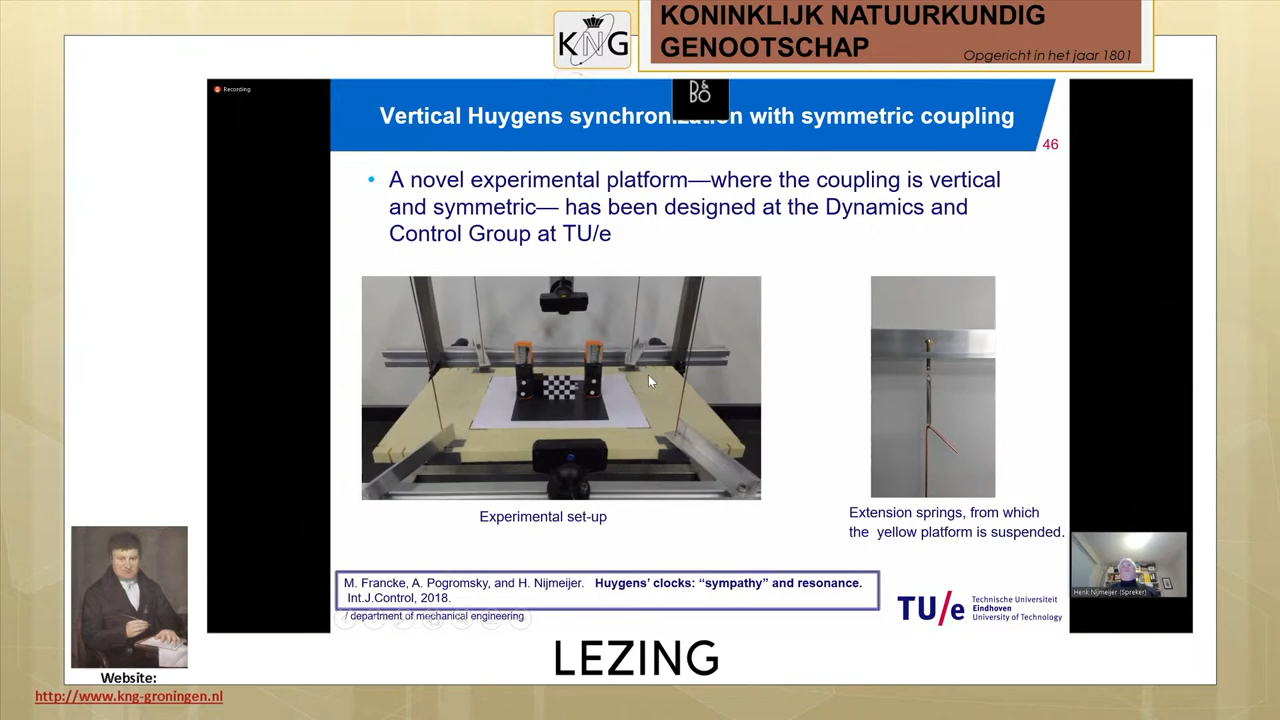 KNG
KONINKLIJK NATUURKUNDIG
GENOOTSCHAP
Opgericht in het jaar 1801
Recording
B&O
Vertical Huygens synchronization with symmetric coupling
46
• A novel experimental platform—where the coupling is vertical
and symmetric— has been designed at the Dynamics and
Control Group at TU/e
Experimental set-up
Extension springs, from which
the yellow platform is suspended.
M. Francke, A. Pogromsky, and H. Nijmeijer. Huygens’ clocks: “sympathy” and resonance.
Int.J.Control, 2018.
/ department of mechanical engineering
TU/e
Technische Universiteit
Eindhoven
University of Technology
Henk Nijmeijer (Spreker)
LEZING
Website:
http://www.kng-groningen.nl